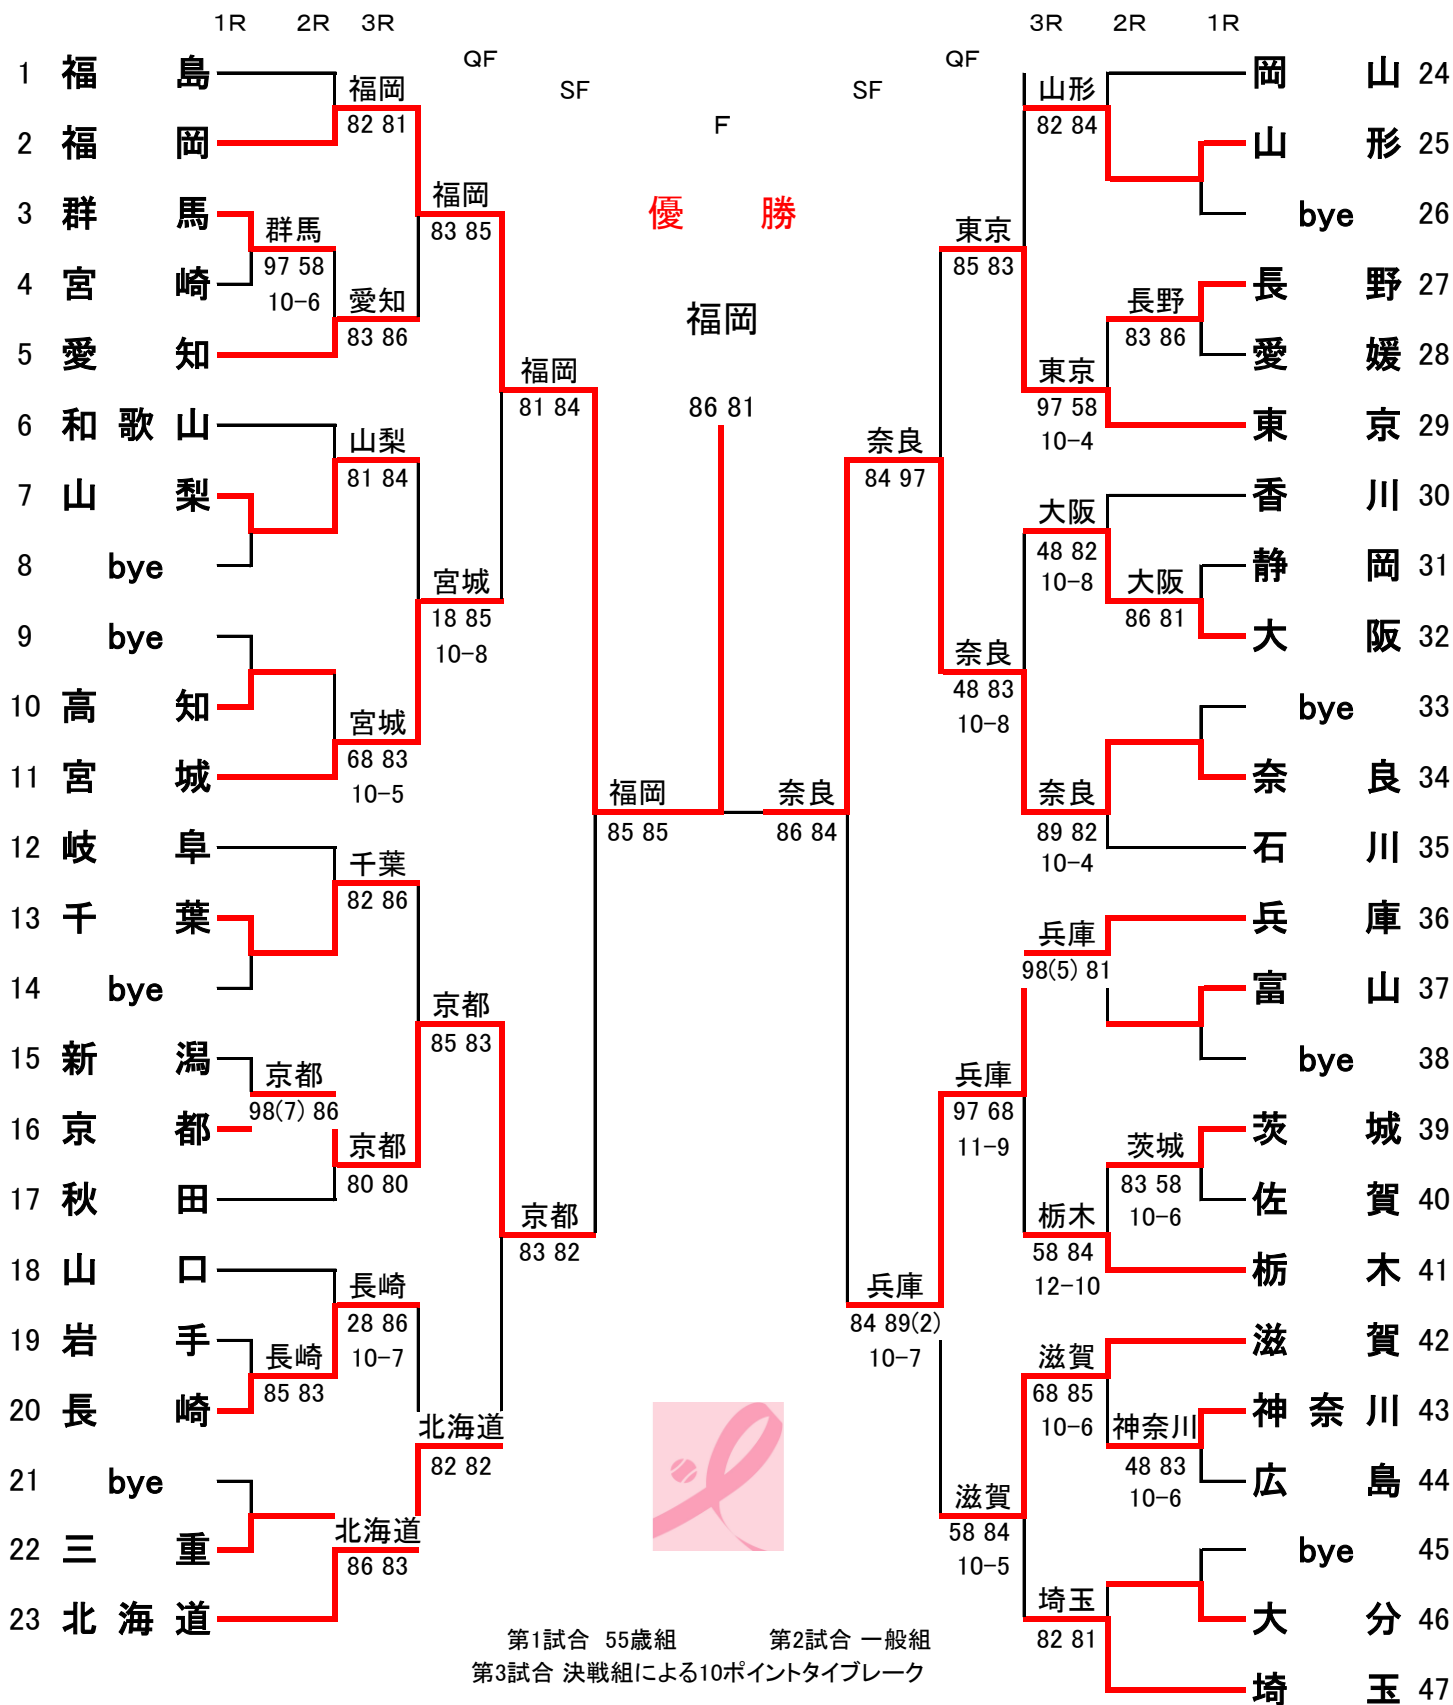 1R 2R 3R QF SF F SF QF 3R 2R 1R
1 福島
福岡
82 81
2 福岡
福岡
83 85
3 群馬
群馬
97 58
10-6
4 宮崎
愛知
83 86
5 愛知
福岡
81 84
6 和歌山
山梨
81 84
7 山梨
8 bye
宮城
18 85
10-8
9 bye
10 高知
宮城
68 83
10-5
11 宮城
福岡
85 85
12 岐阜
千葉
82 86
13 千葉
14 bye
京都
85 83
15 新潟
京都
98(7) 86
16 京都
京都
80 80
17 秋田
京都
83 82
18 山口
長崎
28 86
10-7
19 岩手
長崎
85 83
20 長崎
北海道
82 82
21 bye
22 三重
北海道
86 83
23 北海道
優勝
福岡
86 81
岡山 24
山形
82 84
山形 25
bye 26
東京
85 83
長野 27
長野
83 86
愛媛 28
東京
97 58
10-4
東京 29
奈良
84 97
香川 30
大阪
48 82
10-8
静岡 31
大阪
86 81
大阪 32
奈良
48 83
10-8
bye 33
奈良 34
奈良
89 82
10-4
石川 35
奈良
86 84
兵庫 36
兵庫
98(5) 81
富山 37
bye 38
兵庫
97 68
11-9
茨城 39
茨城
83 58
10-6
佐賀 40
栃木
58 84
12-10
栃木 41
兵庫
84 89(2)
10-7
滋賀 42
滋賀
68 85
10-6
神奈川 43
神奈川
48 83
10-6
広島 44
滋賀
58 84
10-5
bye 45
大分 46
埼玉
82 81
埼玉 47
第1試合 55歳組 第2試合 一般組
第3試合 決戦組による10ポイントタイブレーク